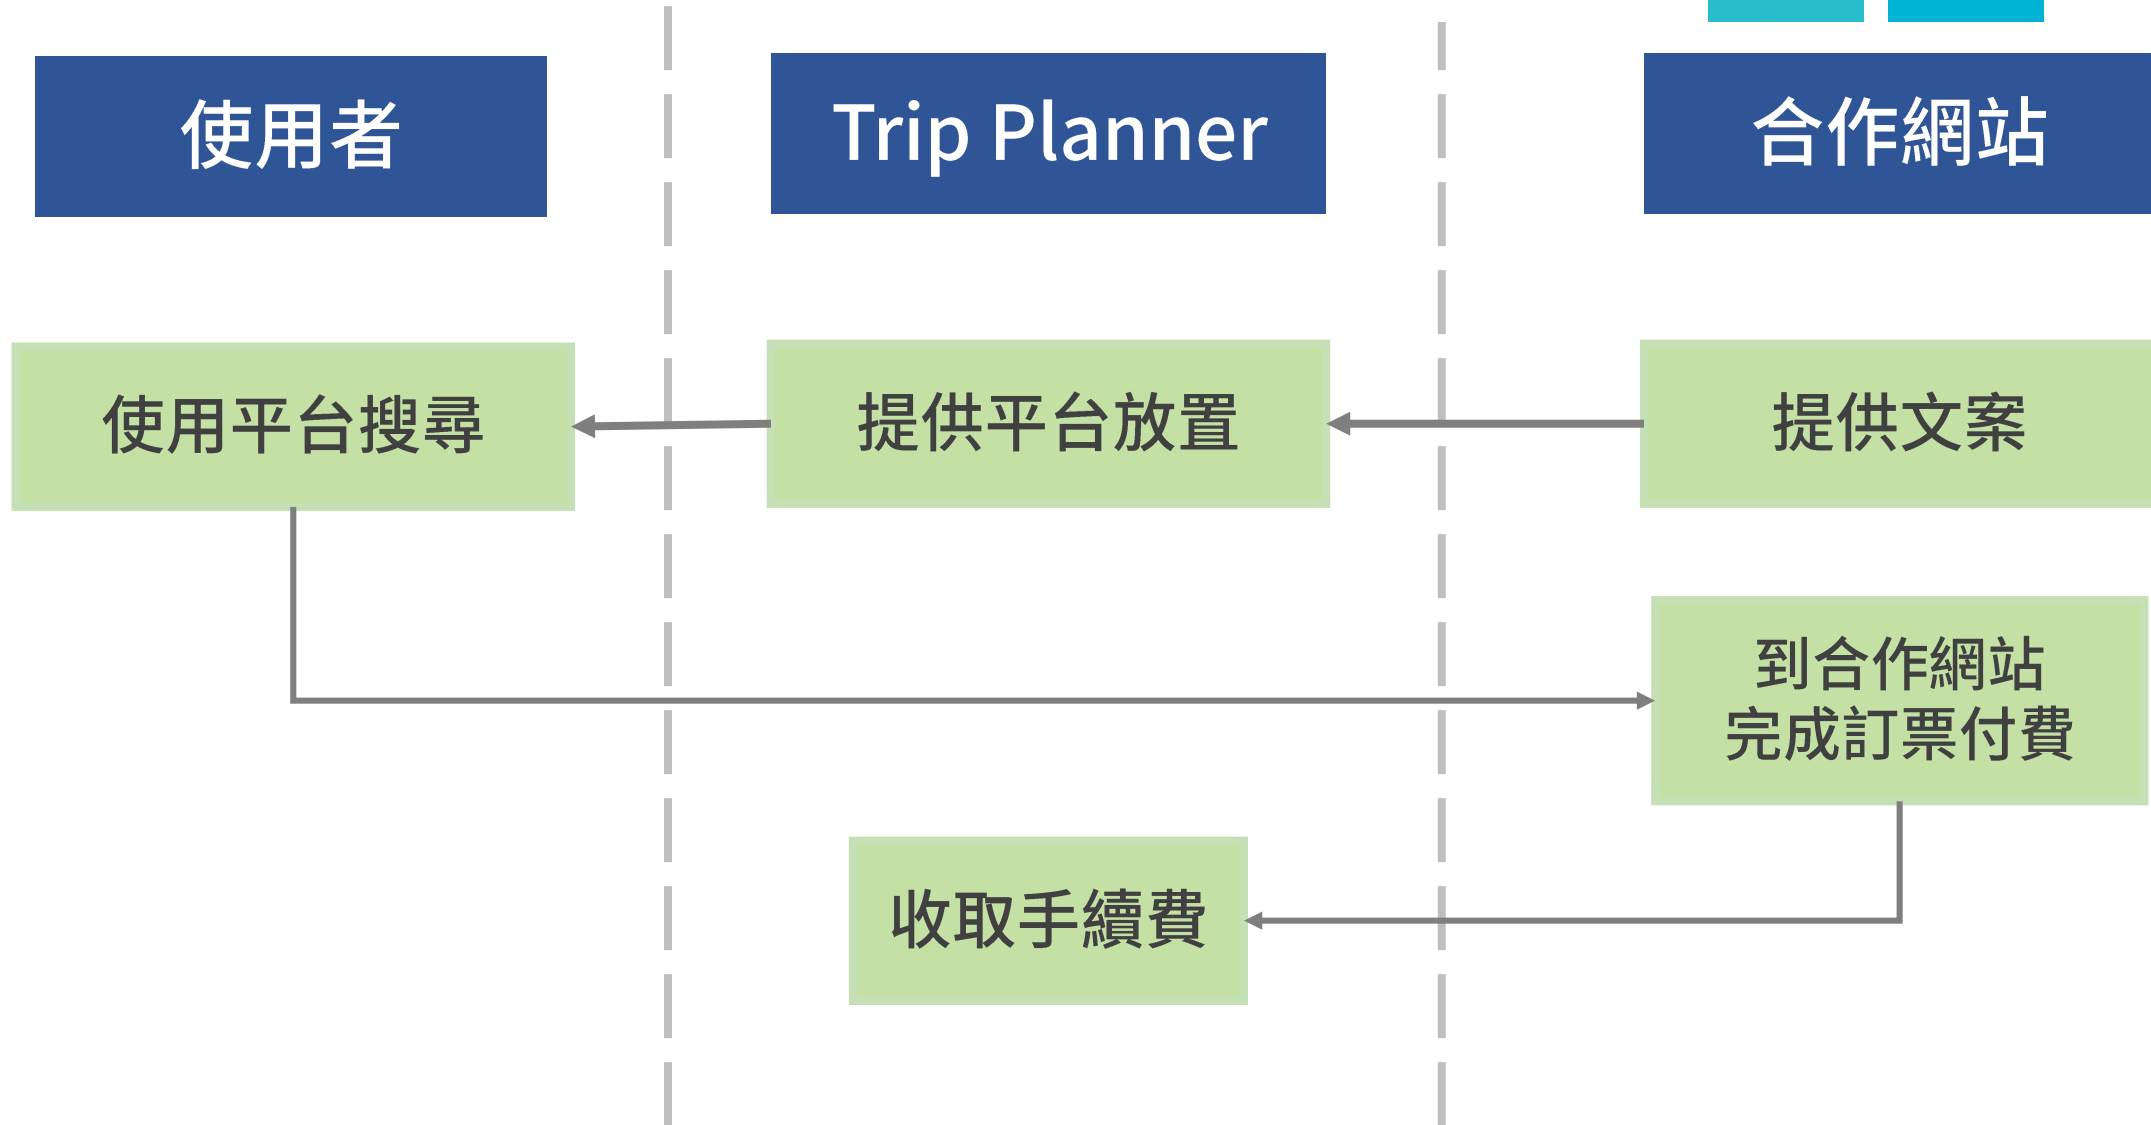 使用者
Trip Planner
合作網站
使用平台搜尋
提供平台放置
提供文案
到合作網站
完成訂票付費
收取手續費